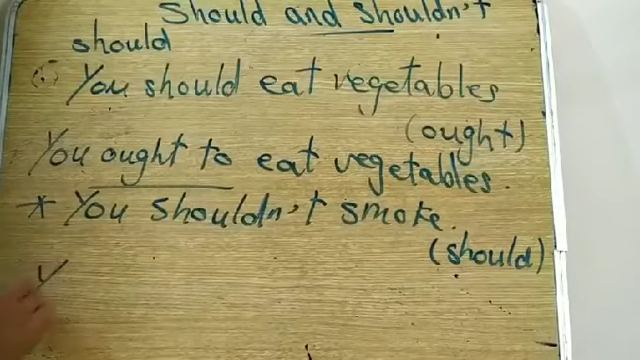 Should and shouldn't
should
You should eat vegetables
(ought)
You ought to eat vegetables.
* You shouldn't smoke.
(should)
Y